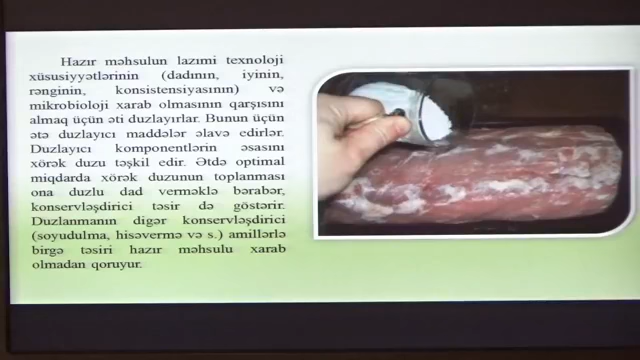 Hazır məhsulun lazımi texnoloji
xüsusiyyətlərinin (dadının, iyinin,
rənginin, konsistensiyasının) və
mikrobioloji xarab olmasının qarşısını
almaq üçün əti duzlayırlar. Bunun üçün
ətə duzlayıcı maddələr əlavə edirlər.
Duzlayıcı komponentlərin əsasını
xörək duzu təşkil edir. Ətdə optimal
miqdarda xörək duzunun toplanması
ona duzlu dad verməklə bərabər,
konservləşdirici təsir də göstərir.
Duzlanmanın digər konservləşdirici
(soyudulma, hisəvermə və s.) amillərlə
birgə təsiri hazır məhsulu xarab
olmadan qoruyur.